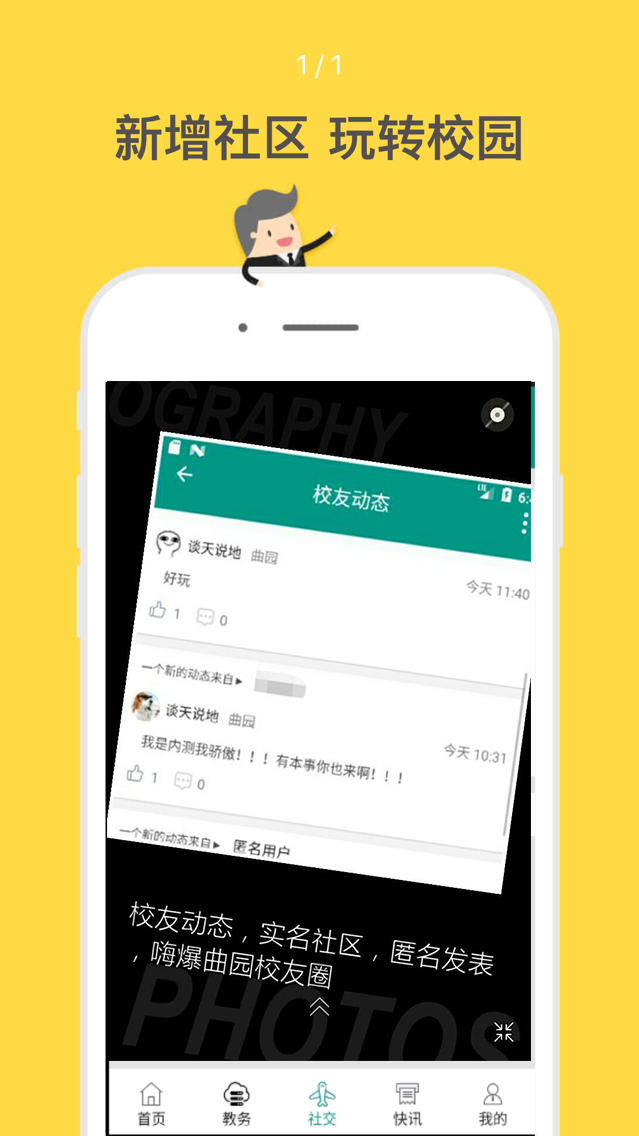 1/1
新增社区 玩转校园
OGRAPHY
LTE 6:
校友动态
谈天说地 曲园
好玩
今天 11:40
1 0
一个新的动态来自▶
谈天说地 曲园
我是内测我骄傲！！！有本事你也来啊！！！
今天 10:31
1 0
一个新的动态来自▶ 匿名用户
校友动态，实名社区，匿名发表
，嗨爆曲园校友圈
PHOTOS
首页 教务 社交 快讯 我的